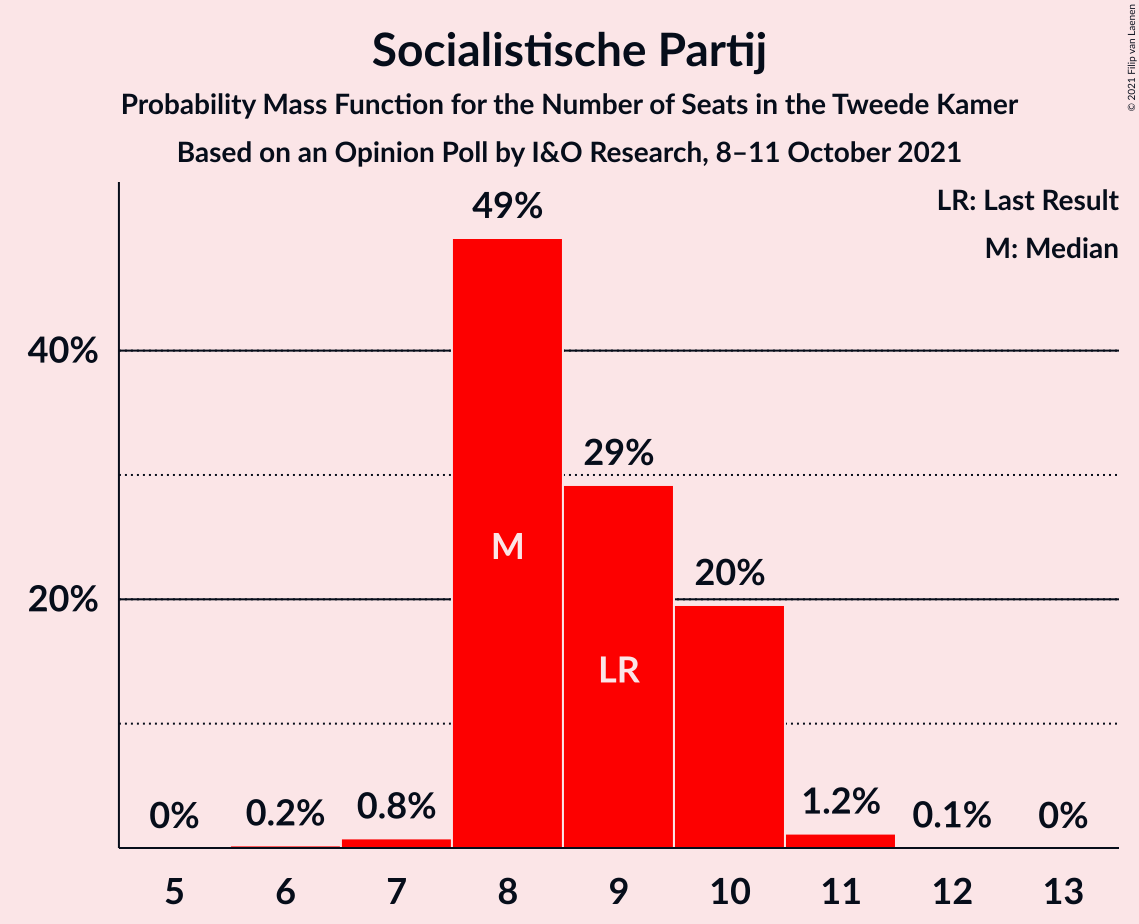 Socialistische Partij
Probability Mass Function for the Number of Seats in the Tweede Kamer
Based on an Opinion Poll by I&O Research, 8–11 October 2021
© 2021 Filip van Laenen
LR: Last Result
M: Median
40%
20%
0%
0.2%
0.8%
49%
29%
20%
1.2%
0.1%
0%
M
LR
5 6 7 8 9 10 11 12 13